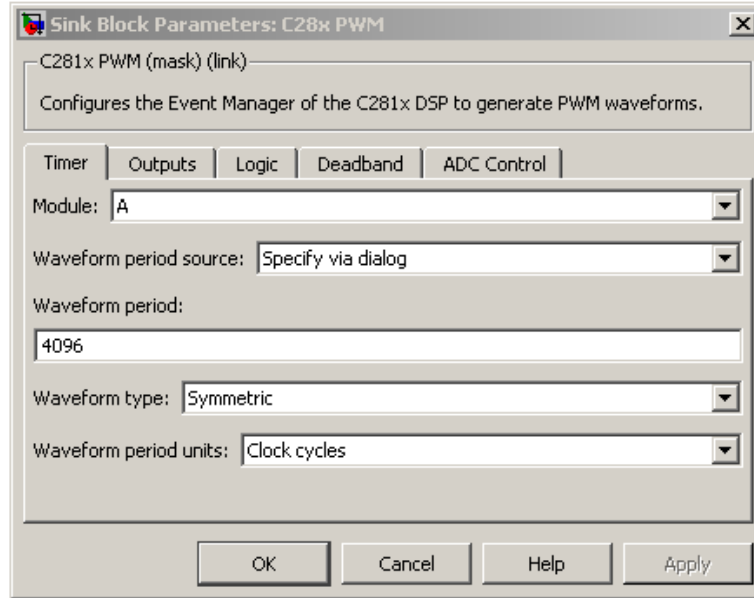 Sink Block Parameters: C28x PWM
C281x PWM (mask) (link)
Configures the Event Manager of the C281x DSP to generate PWM waveforms.
Timer Outputs Logic Deadband ADC Control
Module: A
Waveform period source: Specify via dialog
Waveform period:
4096
Waveform type: Symmetric
Waveform period units: Clock cycles
OK Cancel Help Apply